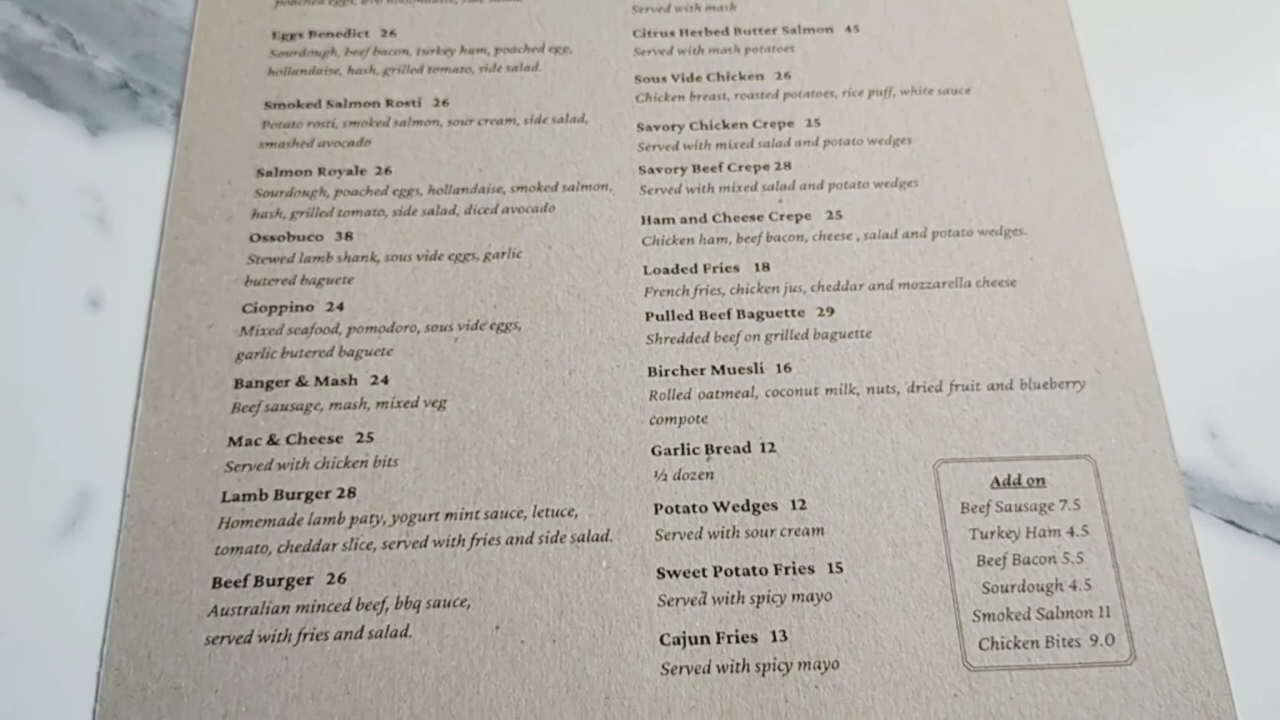 poached eggs,
Eggs Benedict 26
Sourdough, beef bacon, turkey ham, poached egg,
hollandaise, hash, grilled tomato, side salad.
Smoked Salmon Rosti 26
Potato rosti, smoked salmon, sour cream, side salad,
smashed avocado
Salmon Royale 26
Sourdough, poached eggs, hollandaise, smoked salmon,
hash, grilled tomato, side salad, diced avocado
Ossobuco 38
Stewed lamb shank, sous vide eggs, garlic
butered baguete
Cioppino 24
Mixed seafood, pomodoro, sous vide eggs,
garlic butered baguete
Banger & Mash 24
Beef sausage, mash, mixed veg
Mac & Cheese 25
Served with chicken bits
Lamb Burger 28
Homemade lamb paty, yogurt mint sauce, letuce,
tomato, cheddar slice, served with fries and side salad.
Beef Burger 26
Australian minced beef, bbq sauce,
served with fries and salad.
Served with mash
Citrus Herbed Butter Salmon 45
Served with mash potatoes
Sous Vide Chicken 26
Chicken breast, roasted potatoes, rice puff, white sauce
Savory Chicken Crepe 25
Served with mixed salad and potato wedges
Savory Beef Crepe 28
Served with mixed salad and potato wedges
Ham and Cheese Crepe 25
Chicken ham, beef bacon, cheese , salad and potato wedges.
Loaded Fries 18
French fries, chicken jus, cheddar and mozzarella cheese
Pulled Beef Baguette 29
Shredded beef on grilled baguette
Bircher Muesli 16
Rolled oatmeal, coconut milk, nuts, dried fruit and blueberry
compote
Garlic Bread 12
½ dozen
Potato Wedges 12
Served with sour cream
Sweet Potato Fries 15
Served with spicy mayo
Cajun Fries 13
Served with spicy mayo
Add on
Beef Sausage 7.5
Turkey Ham 4.5
Beef Bacon 5.5
Sourdough 4.5
Smoked Salmon 11
Chicken Bites 9.0